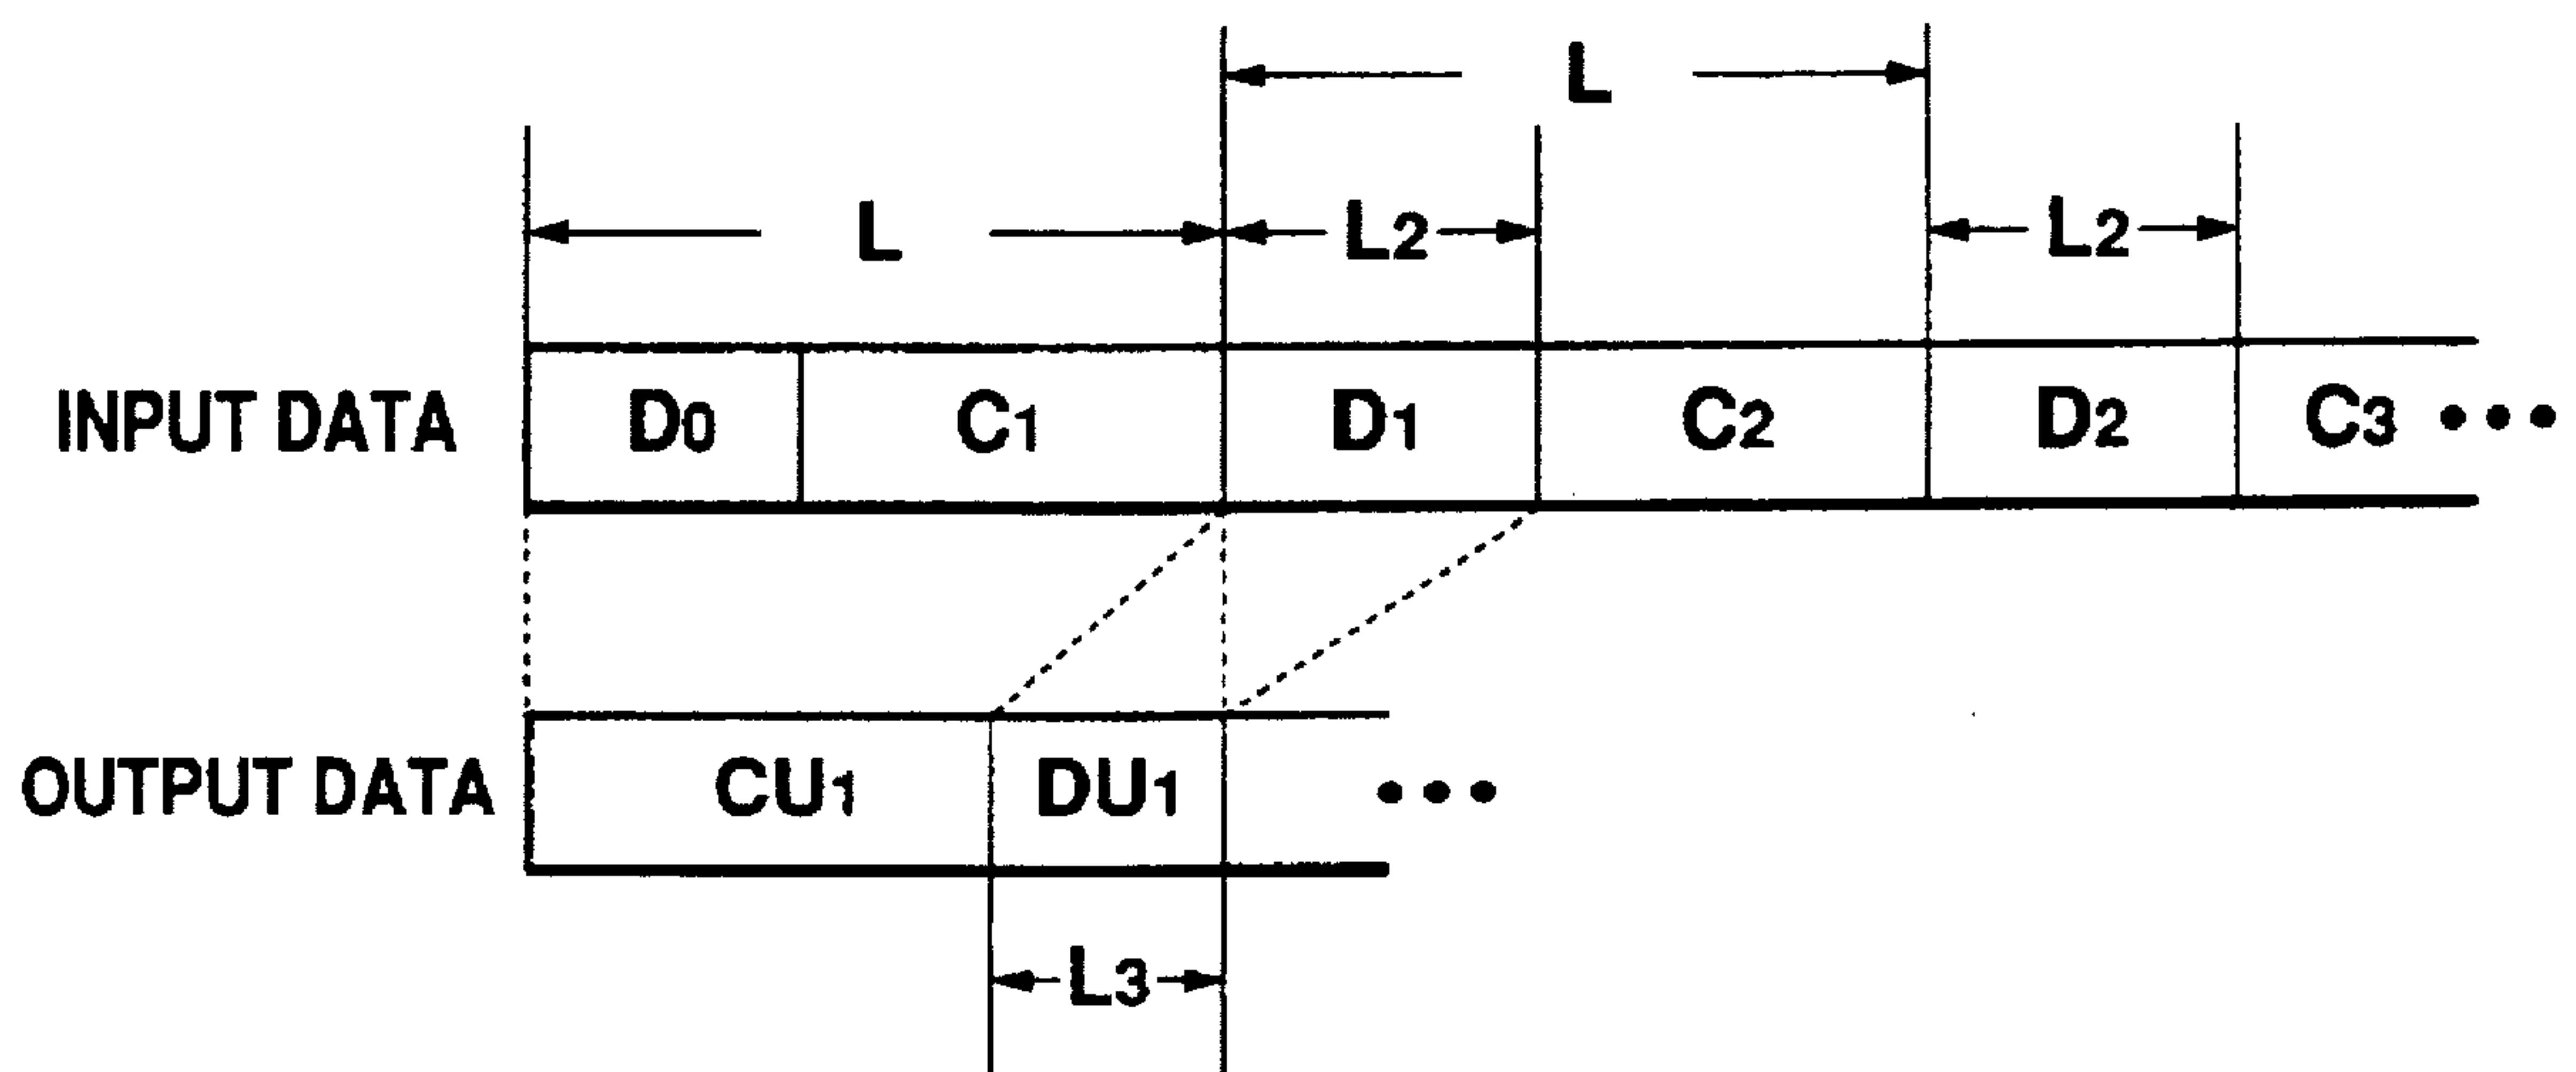 L
L L2 L2
INPUT DATA D0 C1 D1 C2 D2 C3 •••
OUTPUT DATA CU1 DU1 •••
L3